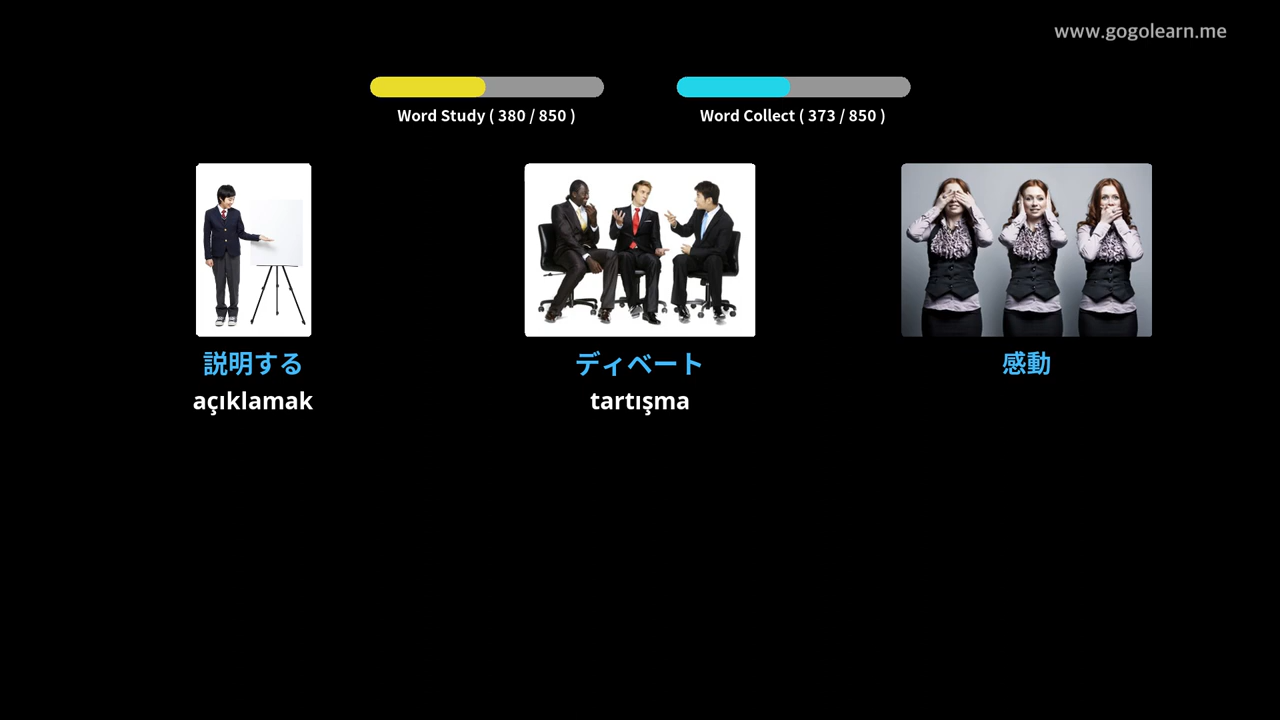 www.gogolearn.me
Word Study ( 380 / 850 )
Word Collect ( 373 / 850 )
説明する
açıklamak
ディベート
tartışma
感動